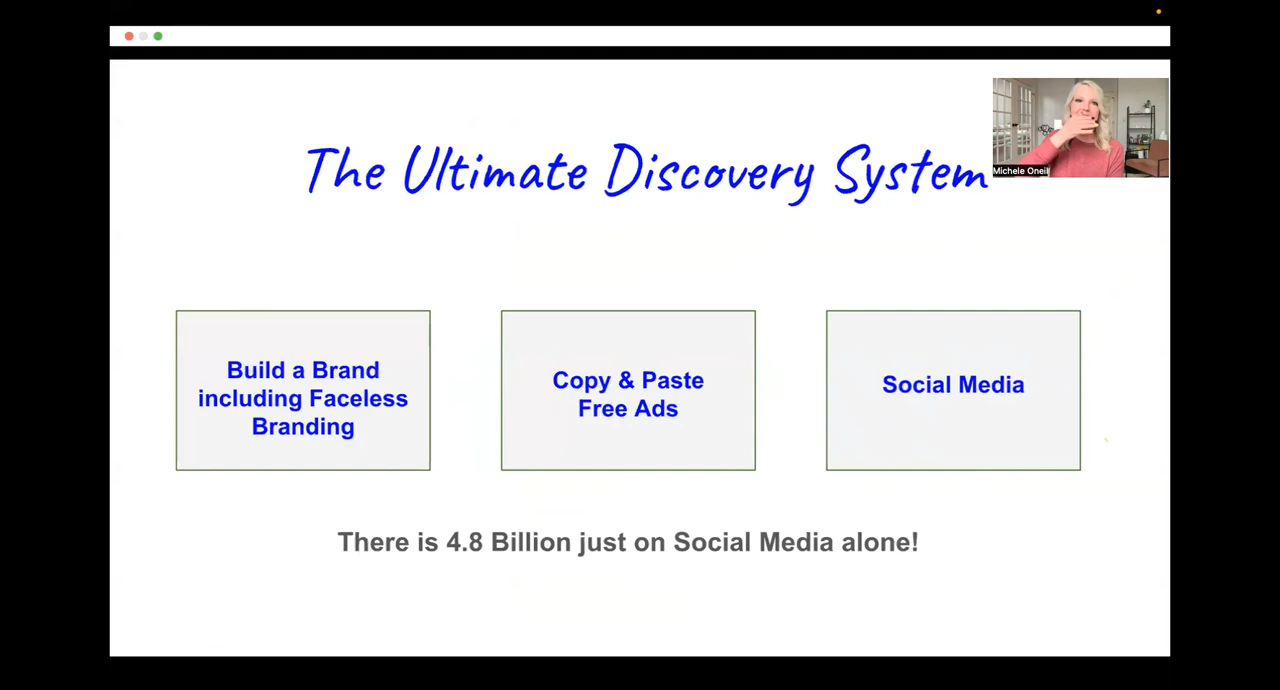 The Ultimate Discovery System
Michele Oneil
Build a Brand
including Faceless
Branding
Copy & Paste
Free Ads
Social Media
There is 4.8 Billion just on Social Media alone!